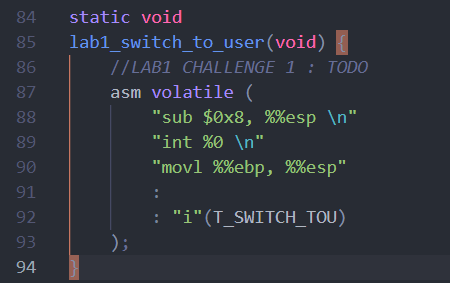 84 static void
85 lab1_switch_to_user(void) {
86 //LAB1 CHALLENGE 1 : TODO
87 asm volatile (
88 "sub $0x8, %%esp \n"
89 "int %0 \n"
90 "movl %%ebp, %%esp"
91 :
92 : "i"(T_SWITCH_TOU)
93 );
94 }